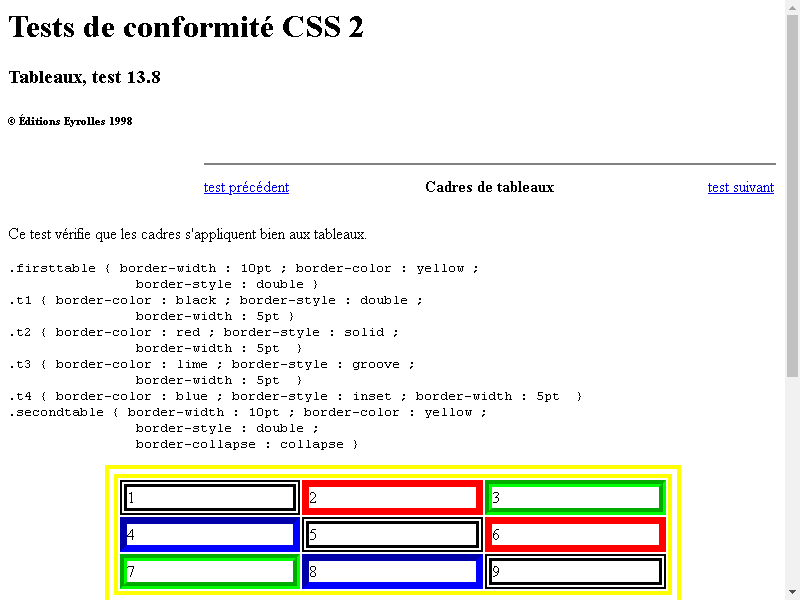 Tests de conformité CSS 2
Tableaux, test 13.8
© Éditions Eyrolles 1998
test précédent Cadres de tableaux test suivant
Ce test vérifie que les cadres s'appliquent bien aux tableaux.
.firsttable { border-width : 10pt ; border-color : yellow ;
border-style : double }
.t1 { border-color : black ; border-style : double ;
border-width : 5pt }
.t2 { border-color : red ; border-style : solid ;
border-width : 5pt }
.t3 { border-color : lime ; border-style : groove ;
border-width : 5pt }
.t4 { border-color : blue ; border-style : inset ; border-width : 5pt }
.secondtable { border-width : 10pt ; border-color : yellow ;
border-style : double ;
border-collapse : collapse }
1 2 3
4 5 6
7 8 9